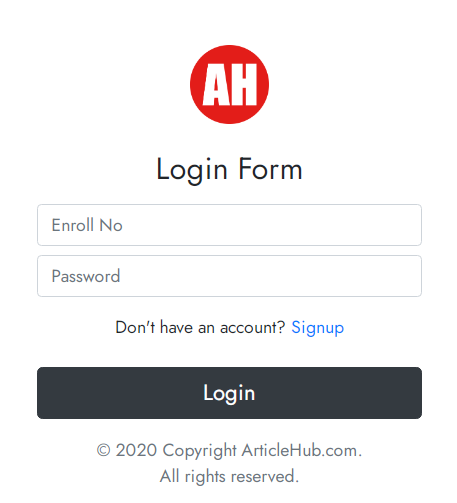 AH
Login Form
Enroll No
Password
Don't have an account? Signup
Login
© 2020 Copyright ArticleHub.com.
All rights reserved.